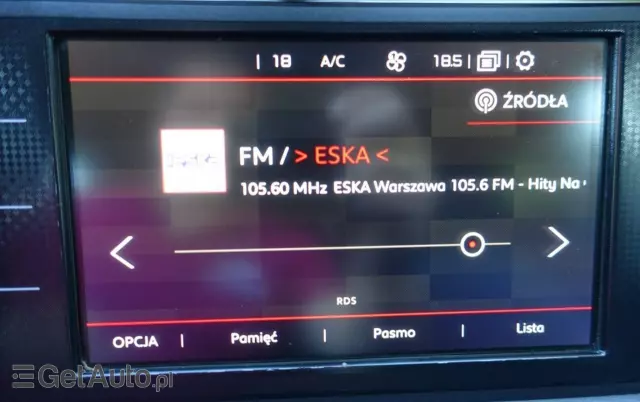 | 18 A/C 18.5 | |
ŹRÓDŁA
FM / > ESKA <
105.60 MHz ESKA Warszawa 105.6 FM - Hity Na
RDS
OPCJA | Pamięć | Pasmo | Lista
GetAuto.pl